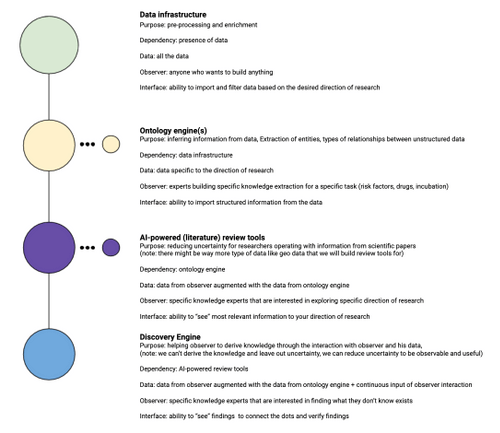 Data infrastructure
Purpose: pre-processing and enrichment
Dependency: presence of data
Data: all the data
Observer: anyone who wants to build anything
Interface: ability to import and filter data based on the desired direction of research
Ontology engine(s)
Purpose: inferring information from data, Extraction of entities, types of relationships between unstructured data
Dependency: data infrastructure
Data: data specific to the direction of research
Observer: experts building specific knowledge extraction for a specific task (risk factors, drugs, incubation)
Interface: ability to import structured information from the data
AI-powered (literature) review tools
Purpose: reducing uncertainty for researchers operating with information from scientific papers
(note: there might be way more type of data like geo data that we will build review tools for)
Dependency: ontology engine
Data: data from observer augmented with the data from ontology engine
Observer: specific knowledge experts that are interested in exploring specific direction of research
Interface: ability to "see" most relevant information to your direction of research
Discovery Engine
Purpose: helping observer to derive knowledge through the interaction with observer and his data,
(note: we can't derive the knowledge and leave out uncertainty, we can reduce uncertainty to be observable and useful)
Dependency: AI-powered review tools
Data: data from observer augmented with the data from ontology engine + continuous input of observer interaction
Observer: specific knowledge experts that are interested in finding what they don't know exists
Interface: ability to "see" findings to connect the dots and verify findings